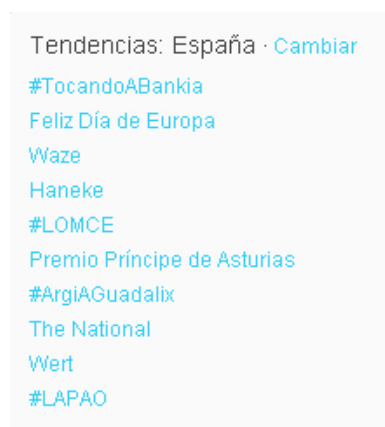 Tendencias: España · Cambiar
#TocandoABankia
Feliz Día de Europa
Waze
Haneke
#LOMCE
Premio Príncipe de Asturias
#ArgiAGuadalix
The National
Wert
#LAPAO